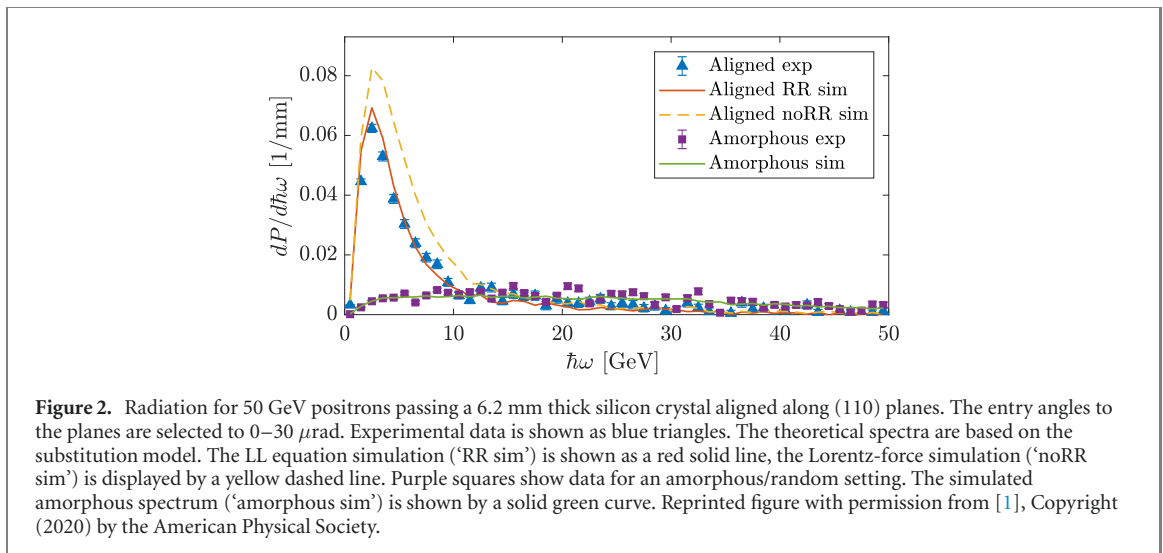 Aligned exp
Aligned RR sim
Aligned noRR sim
Amorphous exp
Amorphous sim
dP/dℏω [1/mm]
0.08
0.06
0.04
0.02
0
0 10 20 30 40 50
ℏω [GeV]
Figure 2. Radiation for 50 GeV positrons passing a 6.2 mm thick silicon crystal aligned along (110) planes. The entry angles to
the planes are selected to 0–30 μrad. Experimental data is shown as blue triangles. The theoretical spectra are based on the
substitution model. The LL equation simulation (‘RR sim’) is shown as a red solid line, the Lorentz-force simulation (‘noRR
sim’) is displayed by a yellow dashed line. Purple squares show data for an amorphous/random setting. The simulated
amorphous spectrum (‘amorphous sim’) is shown by a solid green curve. Reprinted figure with permission from [1], Copyright
(2020) by the American Physical Society.